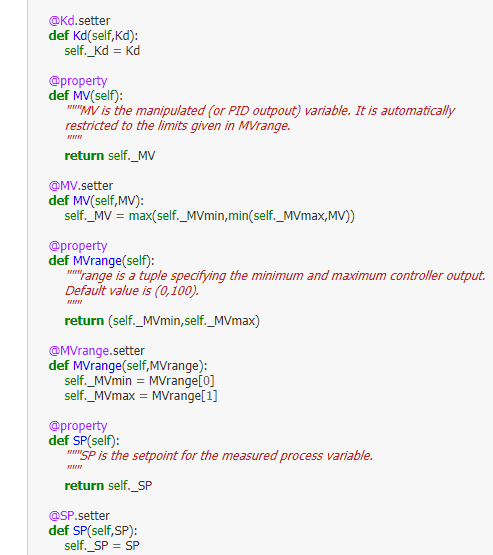 @Kd.setter
def Kd(self,Kd):
self._Kd = Kd
@property
def MV(self):
"""MV is the manipulated (or PID outpout) variable. It is automatically
restricted to the limits given in MVrange.
"""
return self._MV
@MV.setter
def MV(self,MV):
self._MV = max(self._MVmin,min(self._MVmax,MV))
@property
def MVrange(self):
"""range is a tuple specifying the minimum and maximum controller output.
Default value is (0,100).
"""
return (self._MVmin,self._MVmax)
@MVrange.setter
def MVrange(self,MVrange):
self._MVmin = MVrange[0]
self._MVmax = MVrange[1]
@property
def SP(self):
"""SP is the setpoint for the measured process variable.
"""
return self._SP
@SP.setter
def SP(self,SP):
self._SP = SP